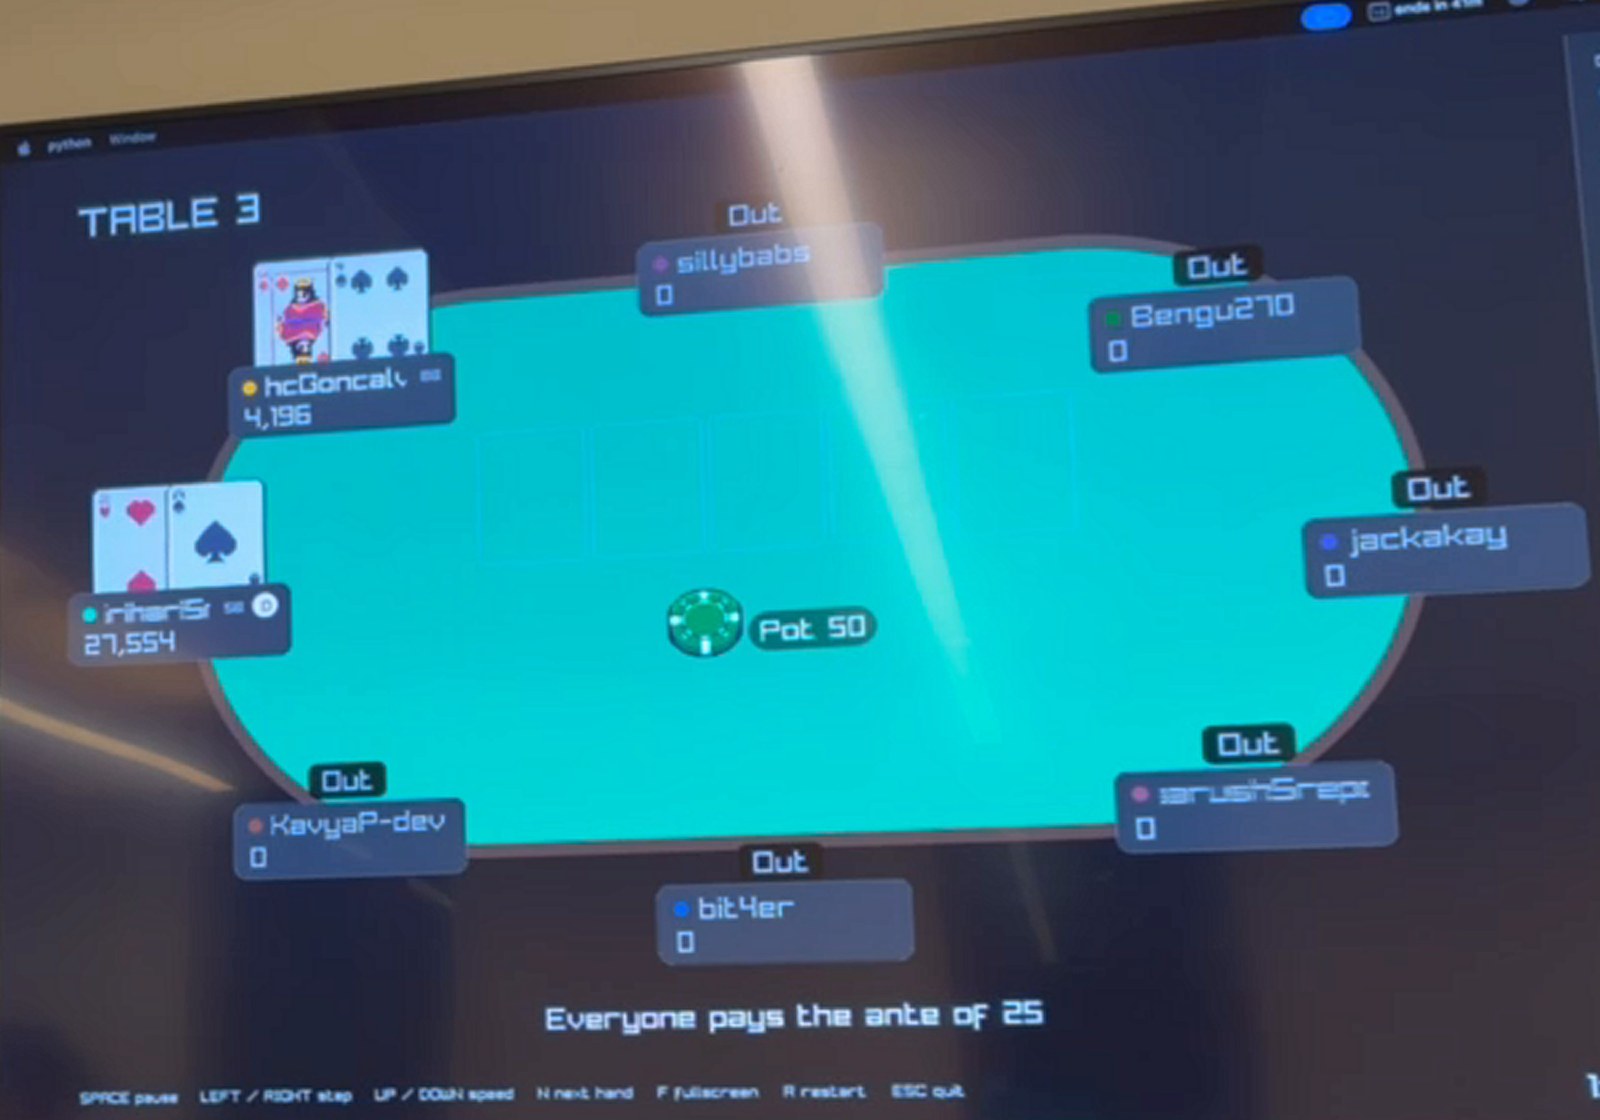 python Window
TABLE 3
Out
sillybabs
0
Out
Bengu270
0
4,196
Out
jackakay
0
27,554
D
Pot 50
Out
0
Out
KavyaP-dev
0
Out
bit4er
0
Everyone pays the ante of 25
SPACE pause LEFT / RIGHT step UP / DOWN speed N next hand F fullscreen R restart ESC quit